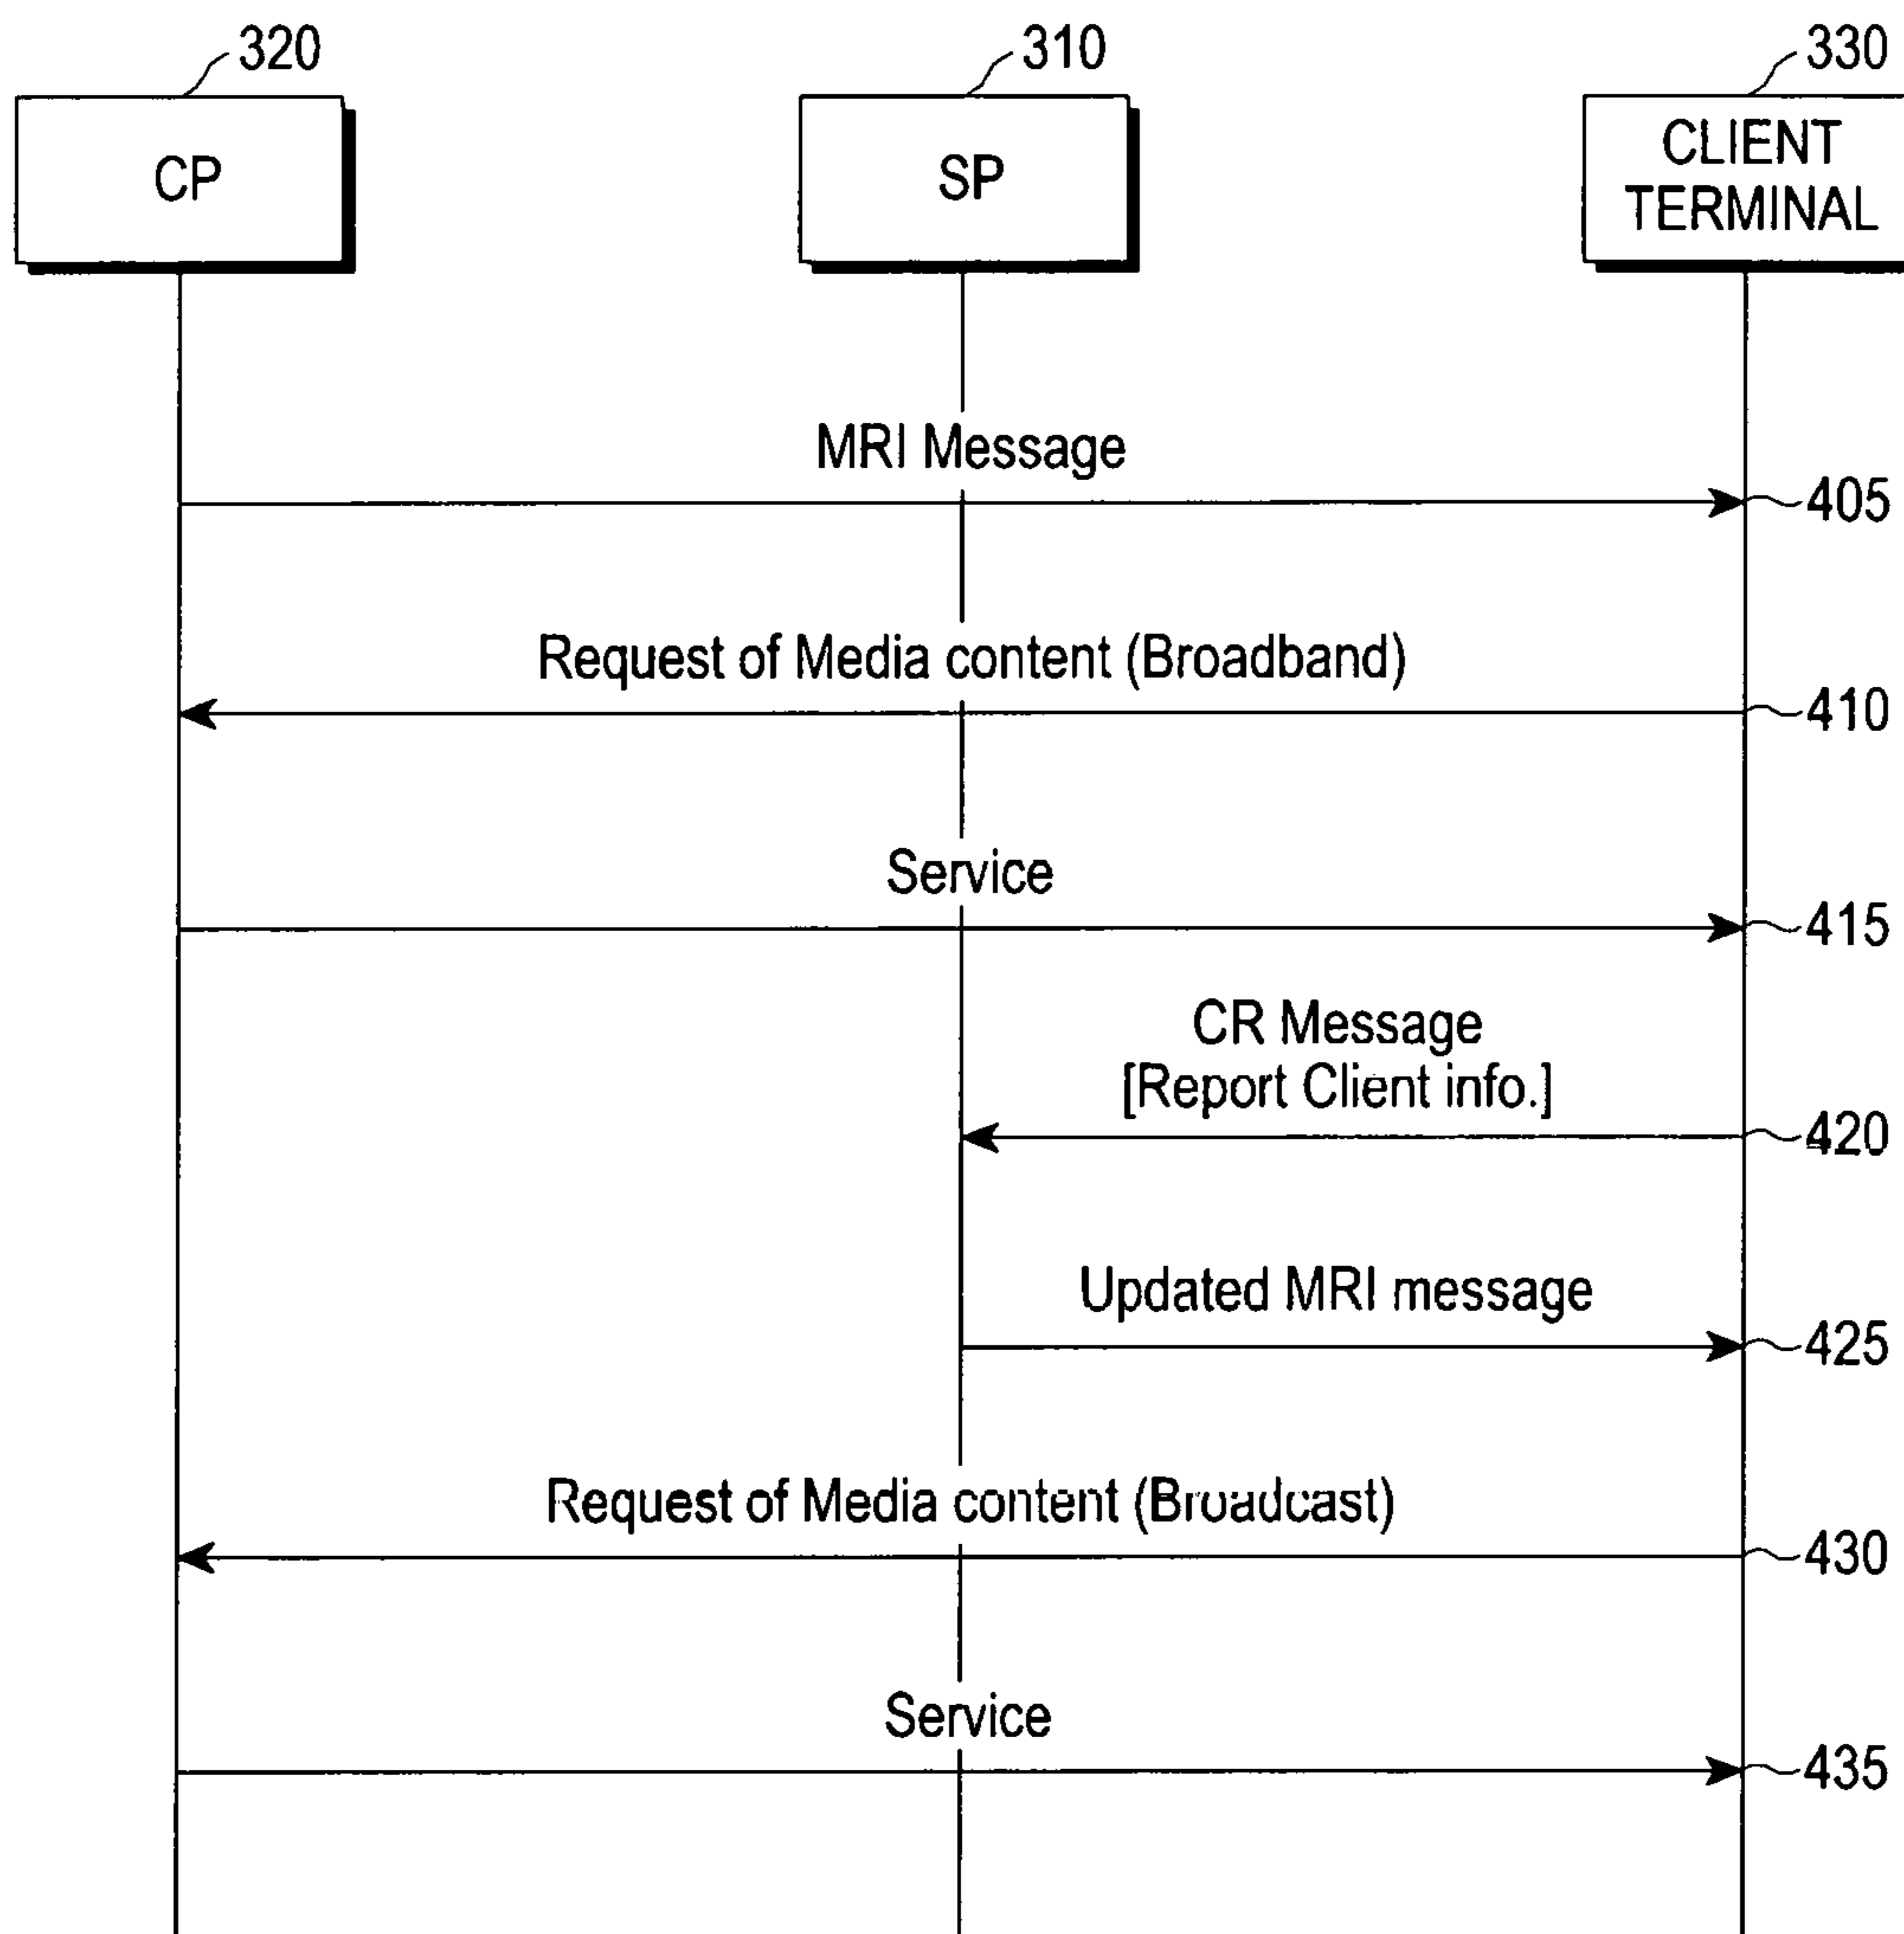 320
310
330
CP
SP
CLIENT
TERMINAL
MRI Message
405
Request of Media content (Broadband)
410
Service
415
CR Message
[Report Client info.]
420
Updated MRI message
425
Request of Media content (Broadcast)
430
Service
435